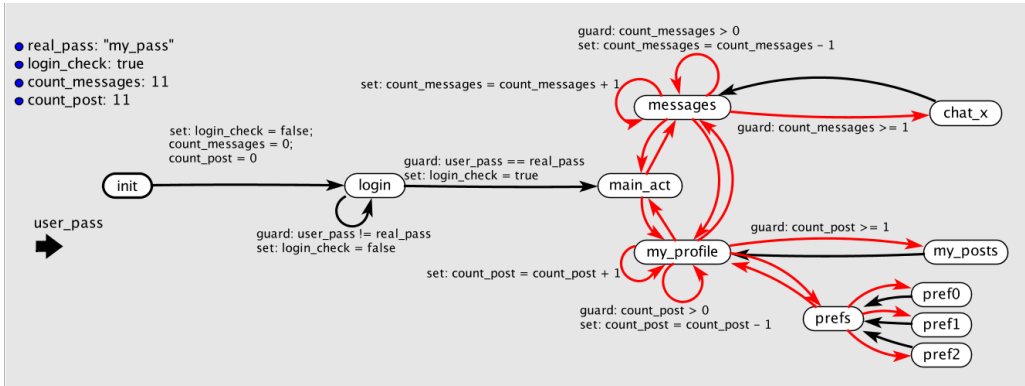 real_pass: "my_pass"
login_check: true
count_messages: 11
count_post: 11
guard: count_messages > 0
set: count_messages = count_messages - 1
set: count_messages = count_messages + 1
messages
chat_x
guard: count_messages >= 1
set: login_check = false;
count_messages = 0;
count_post = 0
guard: user_pass == real_pass
set: login_check = true
init
login
main_act
user_pass
guard: user_pass != real_pass
set: login_check = false
guard: count_post >= 1
my_profile
my_posts
set: count_post = count_post + 1
guard: count_post > 0
set: count_post = count_post - 1
prefs
pref0
pref1
pref2